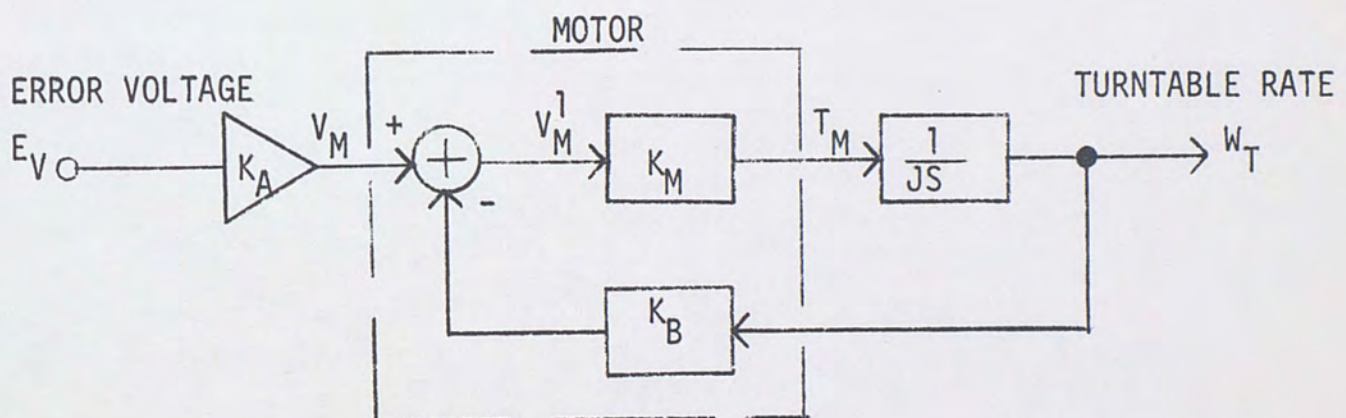 MOTOR
ERROR VOLTAGE
TURNTABLE RATE
E_V
K_A
V_M
+
-
V_M^1
K_M
T_M
1
JS
W_T
K_B